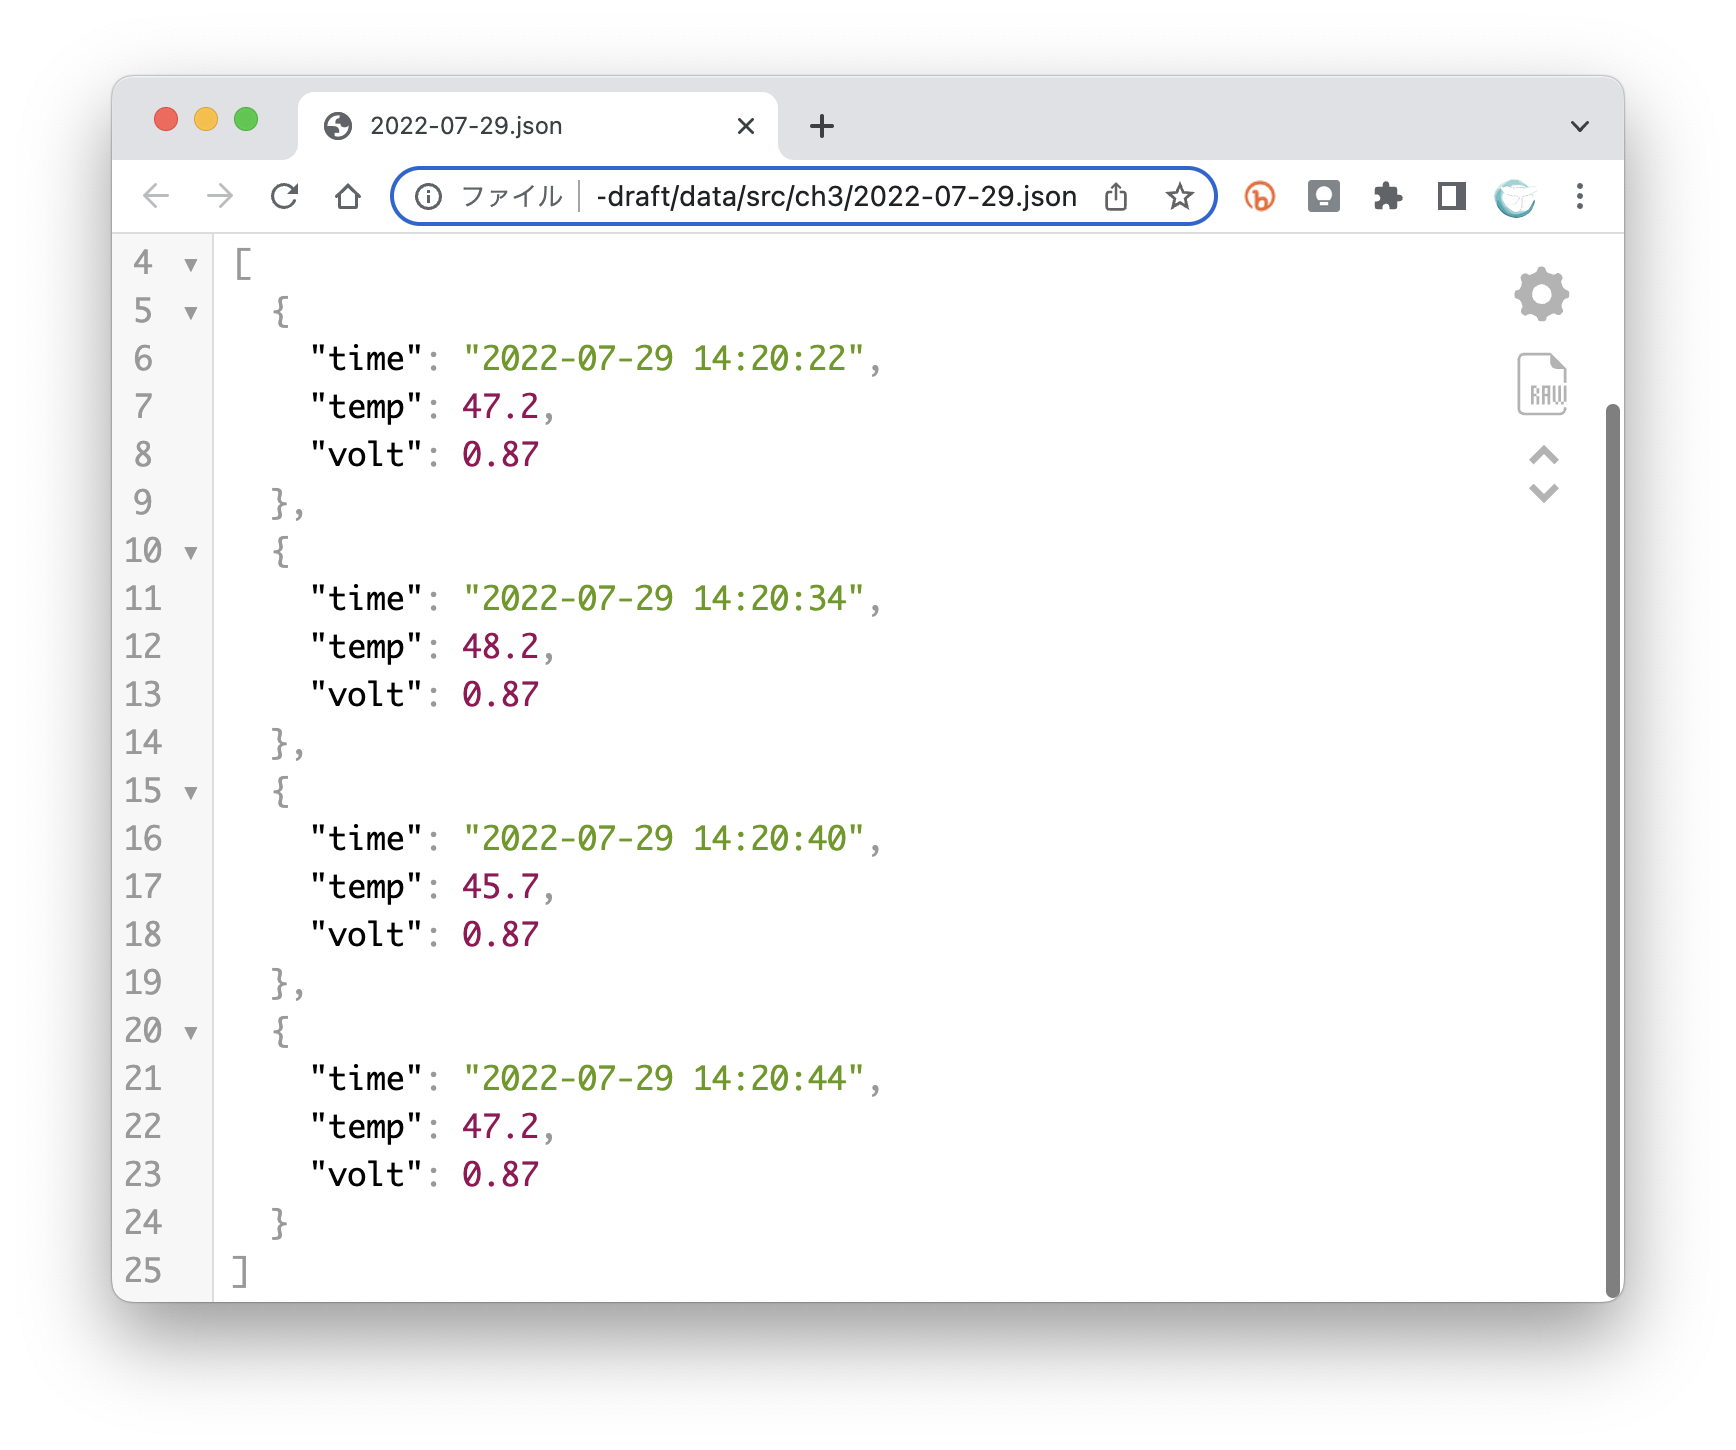 2022-07-29.json
ファイル -draft/data/src/ch3/2022-07-29.json
4 [
5 {
6 "time": "2022-07-29 14:20:22",
7 "temp": 47.2,
8 "volt": 0.87
9 },
10 {
11 "time": "2022-07-29 14:20:34",
12 "temp": 48.2,
13 "volt": 0.87
14 },
15 {
16 "time": "2022-07-29 14:20:40",
17 "temp": 45.7,
18 "volt": 0.87
19 },
20 {
21 "time": "2022-07-29 14:20:44",
22 "temp": 47.2,
23 "volt": 0.87
24 }
25 ]
RAW